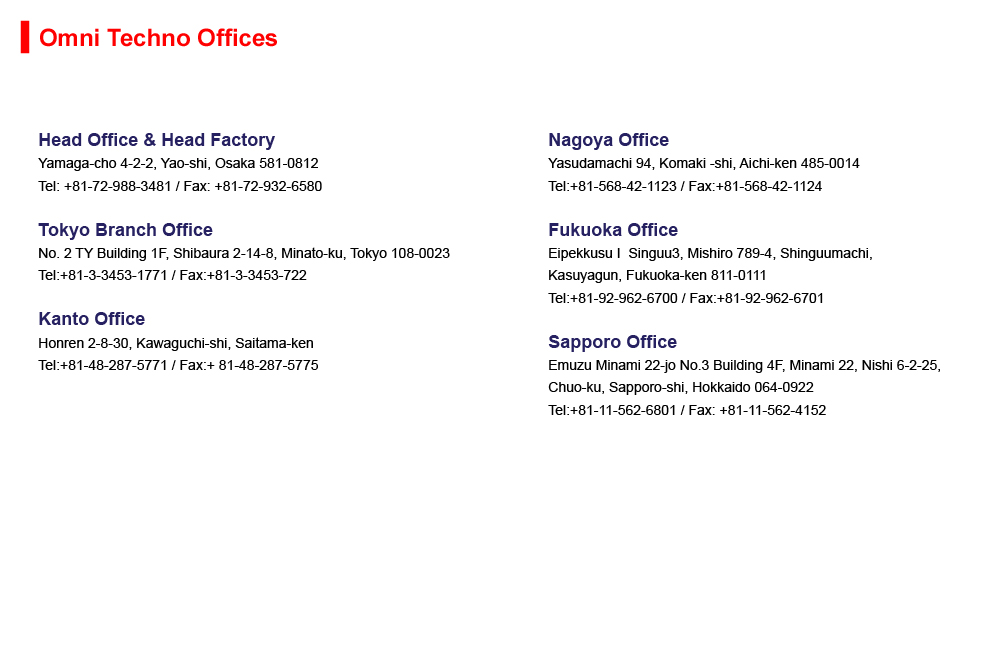 Omni Techno Offices
Head Office & Head Factory
Yamaga-cho 4-2-2, Yao-shi, Osaka 581-0812
Tel: +81-72-988-3481 / Fax: +81-72-932-6580
Tokyo Branch Office
No. 2 TY Building 1F, Shibaura 2-14-8, Minato-ku, Tokyo 108-0023
Tel:+81-3-3453-1771 / Fax:+81-3-3453-722
Kanto Office
Honren 2-8-30, Kawaguchi-shi, Saitama-ken
Tel:+81-48-287-5771 / Fax:+ 81-48-287-5775
Nagoya Office
Yasudamachi 94, Komaki -shi, Aichi-ken 485-0014
Tel:+81-568-42-1123 / Fax:+81-568-42-1124
Fukuoka Office
Eipekkusu I  Singuu3, Mishiro 789-4, Shinguumachi,
Kasuyagun, Fukuoka-ken 811-0111
Tel:+81-92-962-6700 / Fax:+81-92-962-6701
Sapporo Office
Emuzu Minami 22-jo No.3 Building 4F, Minami 22, Nishi 6-2-25,
Chuo-ku, Sapporo-shi, Hokkaido 064-0922
Tel:+81-11-562-6801 / Fax: +81-11-562-4152